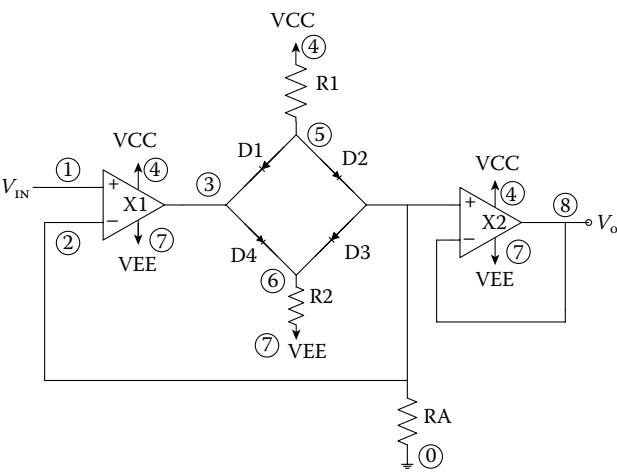 VCC
④
R1
⑤
D1
D2
VCC
④
①
V_IN
+
X1
−
②
⑦
VEE
③
D4
D3
⑥
R2
⑦ VEE
VCC
④
+
X2
−
⑦
VEE
⑧
V_o
RA
⓪